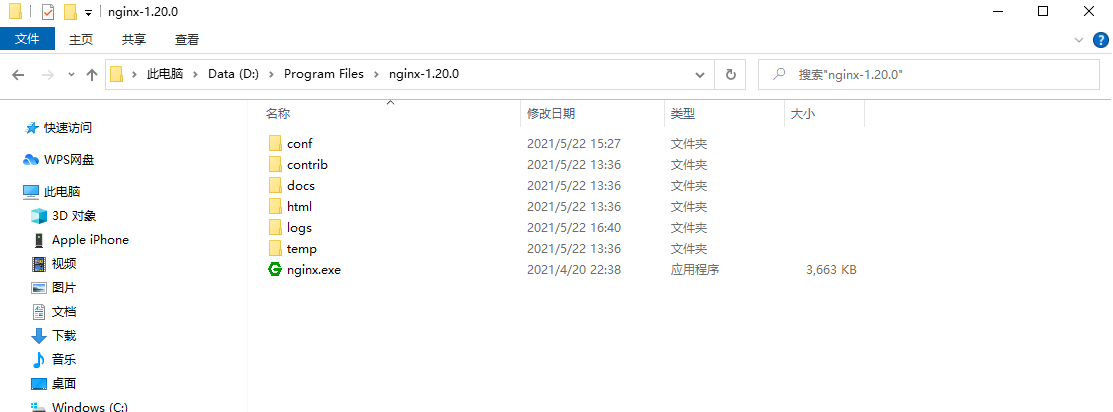 nginx-1.20.0
文件 主页 共享 查看
此电脑 Data (D:) Program Files nginx-1.20.0 搜索"nginx-1.20.0"
名称 修改日期 类型 大小
快速访问
WPS网盘
此电脑
3D 对象
Apple iPhone
视频
图片
文档
下载
音乐
桌面
Windows (C:)
conf 2021/5/22 15:27 文件夹
contrib 2021/5/22 13:36 文件夹
docs 2021/5/22 13:36 文件夹
html 2021/5/22 13:36 文件夹
logs 2021/5/22 16:40 文件夹
temp 2021/5/22 13:36 文件夹
nginx.exe 2021/4/20 22:38 应用程序 3,663 KB